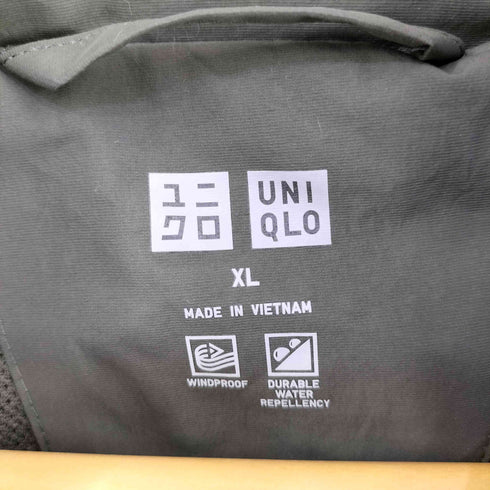 ユニ
クロ
UNI
QLO
XL
MADE IN VIETNAM
WINDPROOF
DURABLE
WATER
REPELLENCY